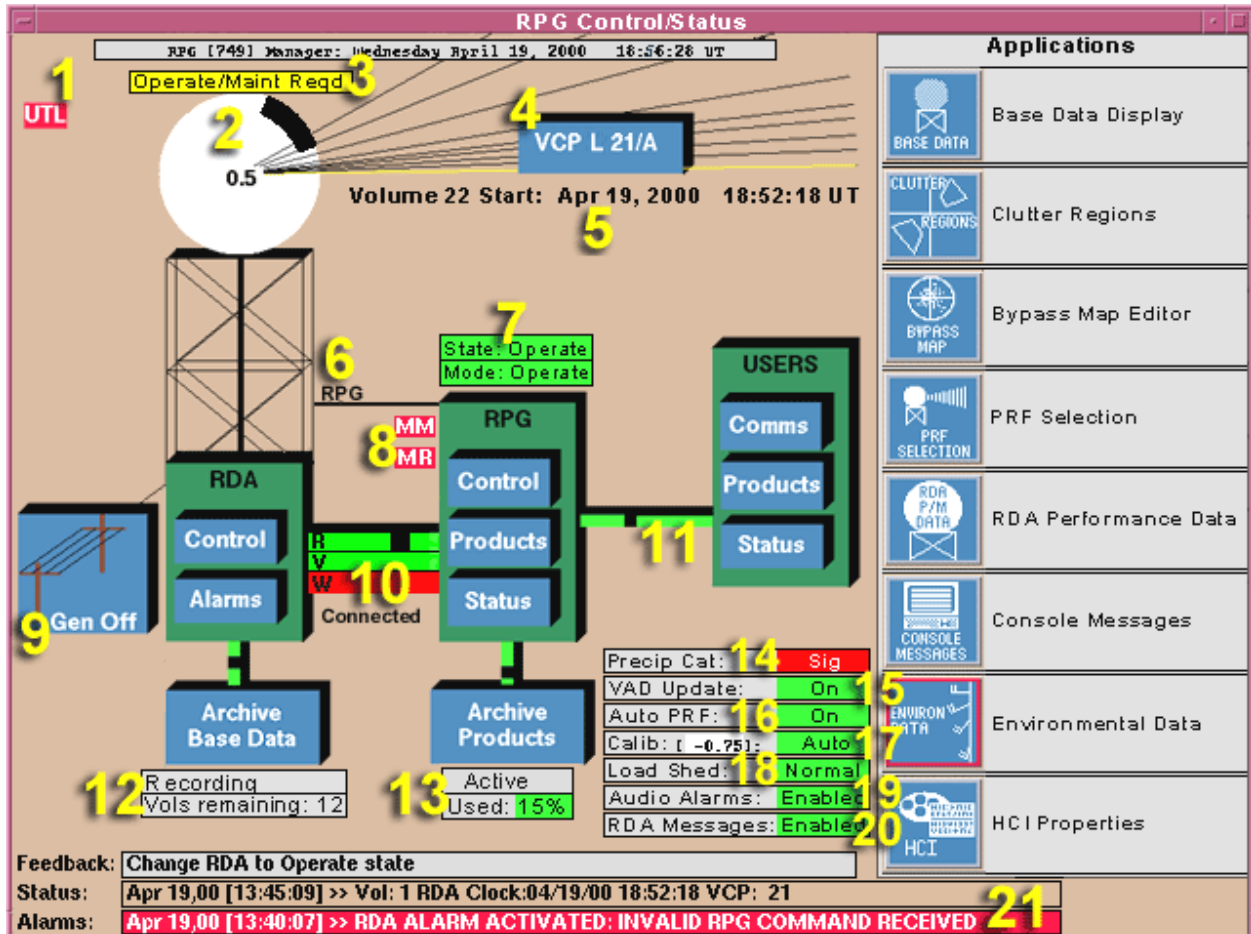 RPG Control/Status
RPG [749] Manager: Wednesday April 19, 2000 18:56:28 UT
Operate/Maint Reqd
3
1
UTL
2
0.5
4
VCP L 21/A
Volume 22 Start: Apr 19, 2000 18:52:18 UT
5
6
RPG
7
State: Operate
Mode: Operate
8
MM
MR
RDA
Control
Alarms
RPG
Control
Products
Status
USERS
Comms
Products
Status
9
Gen Off
R
V
W
10
Connected
11
Archive
Base Data
12
Recording
Vols remaining: 12
Archive
Products
13
Active
Used: 15%
Precip Cat: 14 Sig
VAD Update: On 15
Auto PRF: 16 On
Calib: [ -0.75]: Auto 17
Load Shed: 18 Normal
Audio Alarms: Enabled 19
RDA Messages: Enabled 20
Feedback: Change RDA to Operate state
Status: Apr 19,00 [13:45:09] >> Vol: 1 RDA Clock:04/19/00 18:52:18 VCP: 21
Alarms: Apr 19,00 [13:40:07] >> RDA ALARM ACTIVATED: INVALID RPG COMMAND RECEIVED
21
Applications
BASE DATA
Base Data Display
CLUTTER
REGIONS
Clutter Regions
BYPASS
MAP
Bypass Map Editor
PRF
SELECTION
PRF Selection
RDA
P/M
DATA
RDA Performance Data
CONSOLE
MESSAGES
Console Messages
ENVIRON
DATA
Environmental Data
HCI
HCI Properties